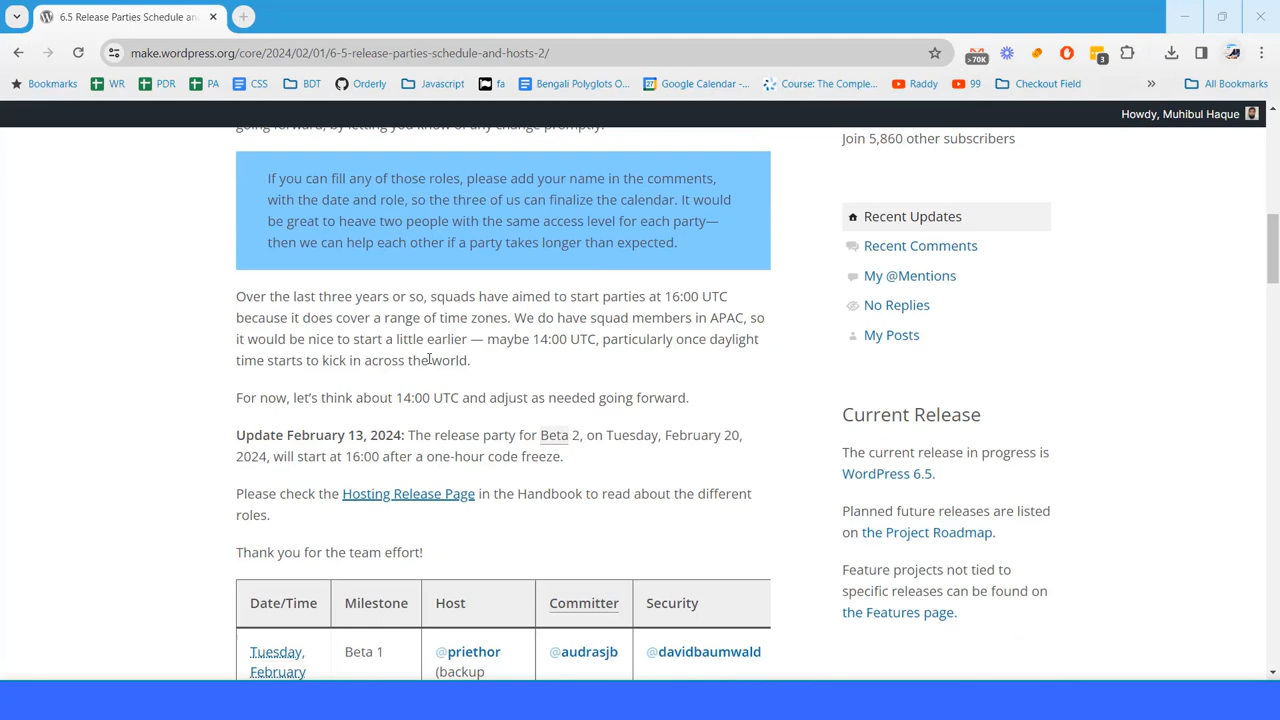 6.5 Release Parties Schedule an
make.wordpress.org/core/2024/02/01/6-5-release-parties-schedule-and-hosts-2/
>70K
3
Bookmarks WR PDR PA CSS BDT Orderly Javascript fa Bengali Polyglots O... Google Calendar -... Course: The Comple... Raddy 99 Checkout Field » All Bookmarks
Howdy, Muhibul Haque
going forward, by letting you know of any change promptly.
If you can fill any of those roles, please add your name in the comments,
with the date and role, so the three of us can finalize the calendar. It would
be great to heave two people with the same access level for each party—
then we can help each other if a party takes longer than expected.
Over the last three years or so, squads have aimed to start parties at 16:00 UTC
because it does cover a range of time zones. We do have squad members in APAC, so
it would be nice to start a little earlier — maybe 14:00 UTC, particularly once daylight
time starts to kick in across the world.
For now, let's think about 14:00 UTC and adjust as needed going forward.
Update February 13, 2024: The release party for Beta 2, on Tuesday, February 20,
2024, will start at 16:00 after a one-hour code freeze.
Please check the Hosting Release Page in the Handbook to read about the different
roles.
Thank you for the team effort!
Date/Time Milestone Host Committer Security
Tuesday, Beta 1 @priethor @audrasjb @davidbaumwald
February (backup
Join 5,860 other subscribers
Recent Updates
Recent Comments
My @Mentions
No Replies
My Posts
Current Release
The current release in progress is
WordPress 6.5.
Planned future releases are listed
on the Project Roadmap.
Feature projects not tied to
specific releases can be found on
the Features page.